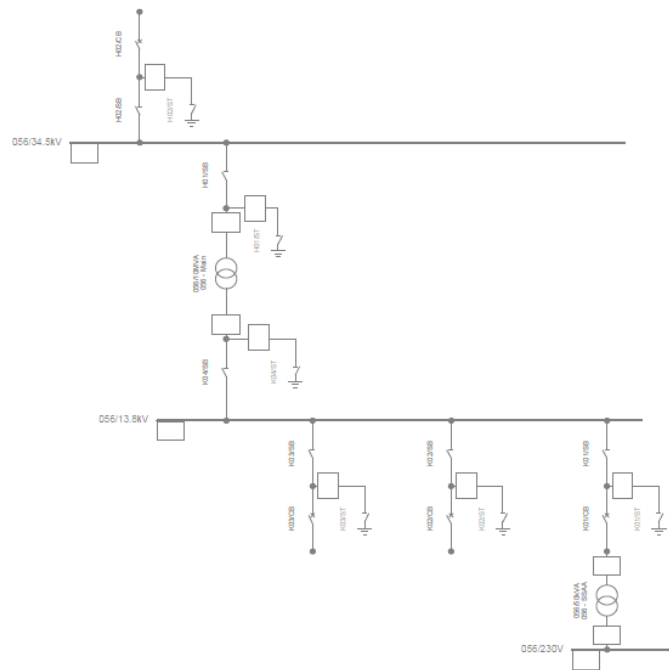 H02/CB
H02/SB
H02/ST
056/34.5kV
H01/SB
H01/ST
056/10MVA
056 - Main
K04/SB
K04/ST
056/13.8kV
K03/SB
K02/SB
K01/SB
K03/CB
K03/ST
K02/CB
K02/ST
K01/CB
K01/ST
056/50kVA
056 - SSAA
056/230V